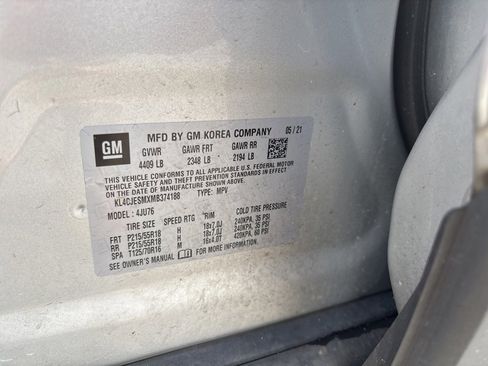 GM
MFD BY GM KOREA COMPANY 05/21
GVWR GAWR FRT GAWR RR
4409 LB 2348 LB 2194 LB
THIS VEHICLE CONFORMS TO ALL APPLICABLE U.S. FEDERAL MOTOR
VEHICLE SAFETY, BUMPER, AND THEFT PREVENTION STANDARDS IN EFFECT
ON THE DATE OF MANUFACTURE SHOWN ABOVE.
KL4CJESMXMB374188 TYPE: MPV
MODEL: 4JU76
TIRE SIZE SPEED RTG RIM COLD TIRE PRESSURE
FRT P215/55R18 H 18x7.0J 240KPA, 35 PSI
RR P215/55R18 H 18x7.0J 240KPA, 35 PSI
SPA T125/70R16 M 16x4.0T 420KPA, 60 PSI
SEE OWNER'S MANUAL FOR MORE INFORMATION